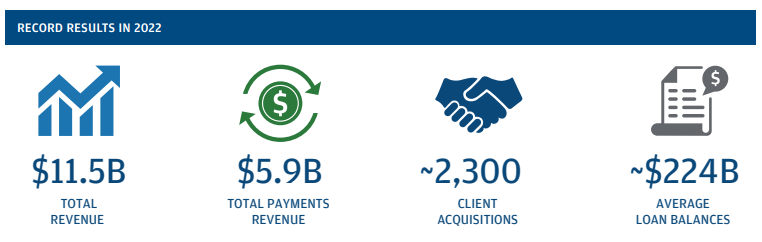 RECORD RESULTS IN 2022
$
$
$11.5B
$5.9B
~2,300
~$224B
TOTAL
REVENUE
TOTAL PAYMENTS
REVENUE
CLIENT
ACQUISITIONS
AVERAGE
LOAN BALANCES